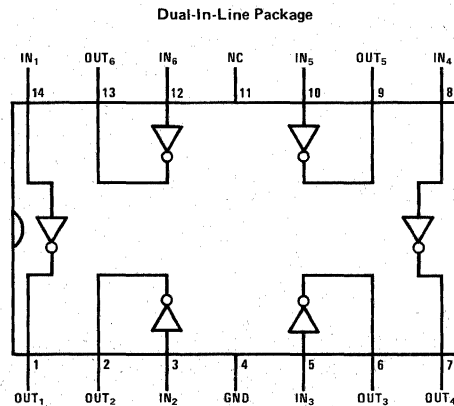 Dual-In-Line Package
IN₁ OUT₆ IN₆ NC IN₅ OUT₅ IN₄
14 13 12 11 10 9 8
1 2 3 4 5 6 7
OUT₁ OUT₂ IN₂ GND IN₃ OUT₃ OUT₄